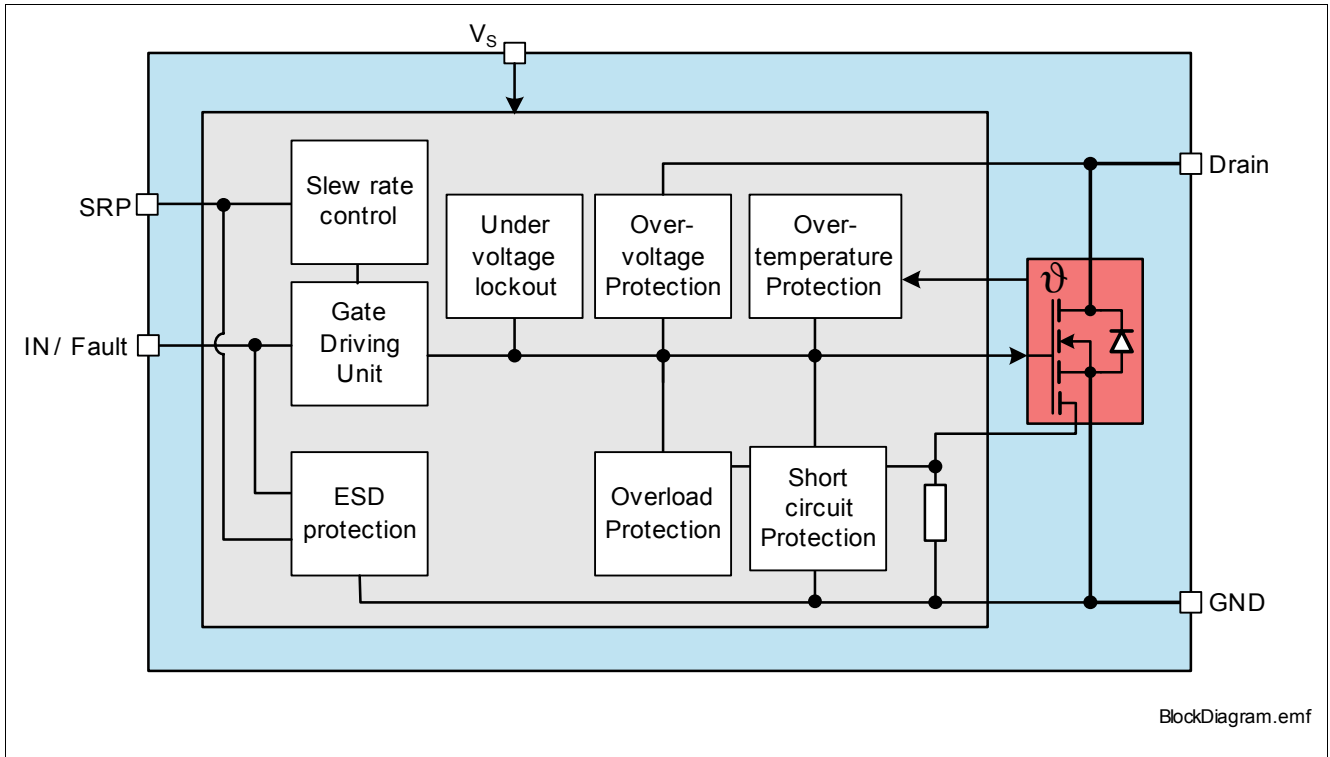 VS
Slew rate
control
SRP
Drain
Under
voltage
lockout
Over-
voltage
Protection
Over-
temperature
Protection
ϑ
Gate
Driving
Unit
IN / Fault
ESD
protection
Overload
Protection
Short
circuit
Protection
GND
BlockDiagram.emf